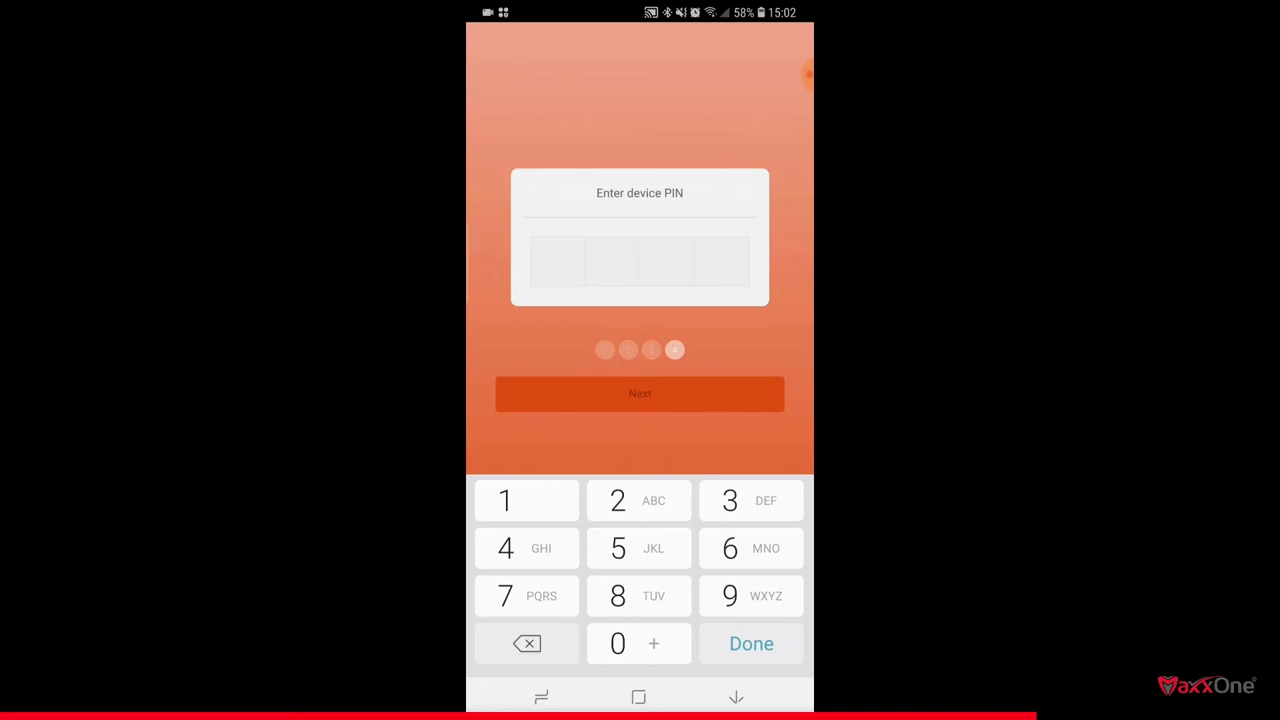 58% 15:02
Enter device PIN
4
Next
1
2 ABC
3 DEF
4 GHI
5 JKL
6 MNO
7 PQRS
8 TUV
9 WXYZ
0 +
Done
MaxxOne